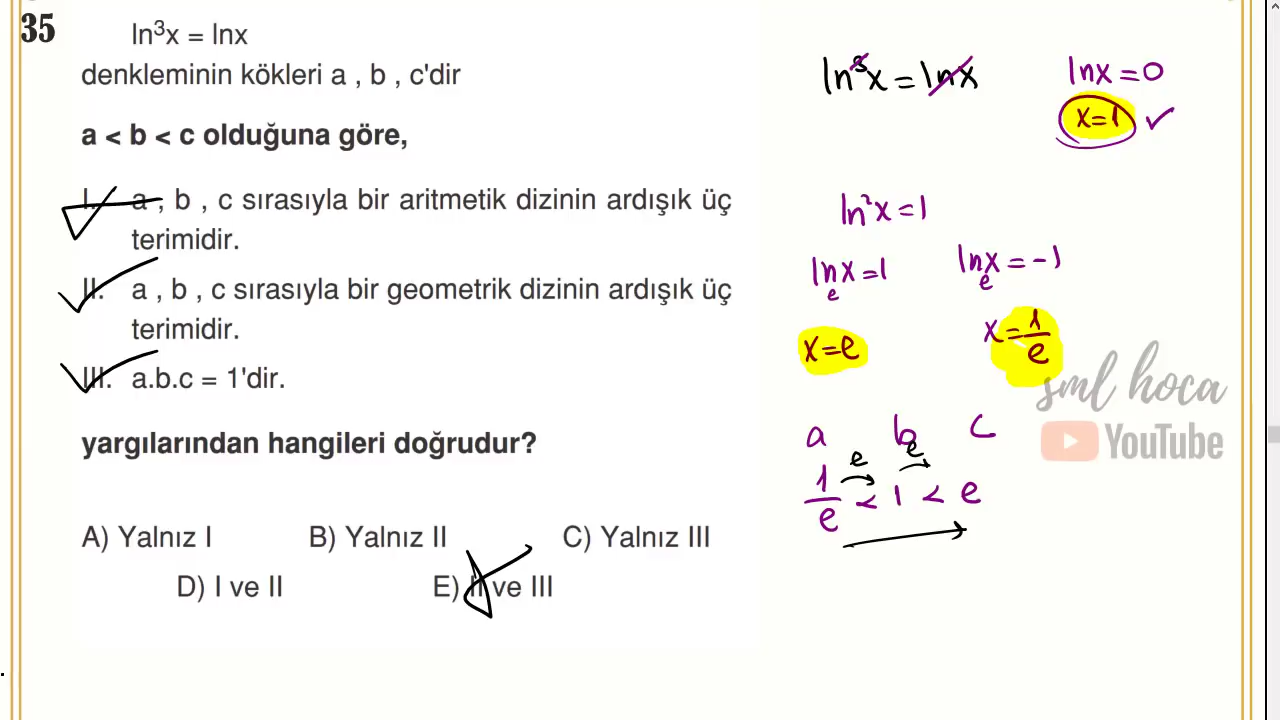 35
ln³x = lnx
denkleminin kökleri a , b , c'dir
a < b < c olduğuna göre,
I. a , b , c sırasıyla bir aritmetik dizinin ardışık üç
terimidir.
II. a , b , c sırasıyla bir geometrik dizinin ardışık üç
terimidir.
III. a.b.c = 1'dir.
yargılarından hangileri doğrudur?
A) Yalnız I B) Yalnız II C) Yalnız III
D) I ve II E) II ve III
ln³x = lnx
lnx = 0
x = 1
ln²x = 1
lnₑx = 1
lnₑx = -1
x = e
x = 1/e
a b c
e e
1/e < 1 < e
sml hoca
YouTube